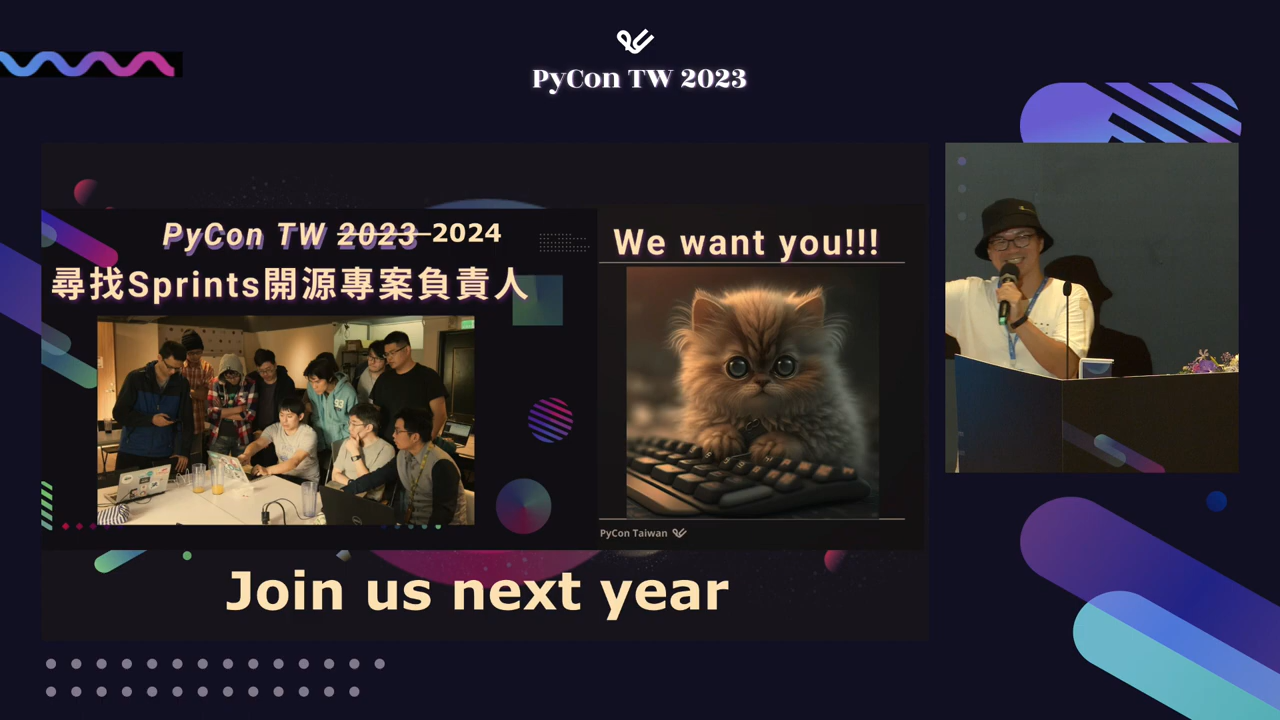 PyCon TW 2023
PyCon TW 2023 2024
尋找Sprints開源專案負責人
We want you!!!
PyCon Taiwan
Join us next year